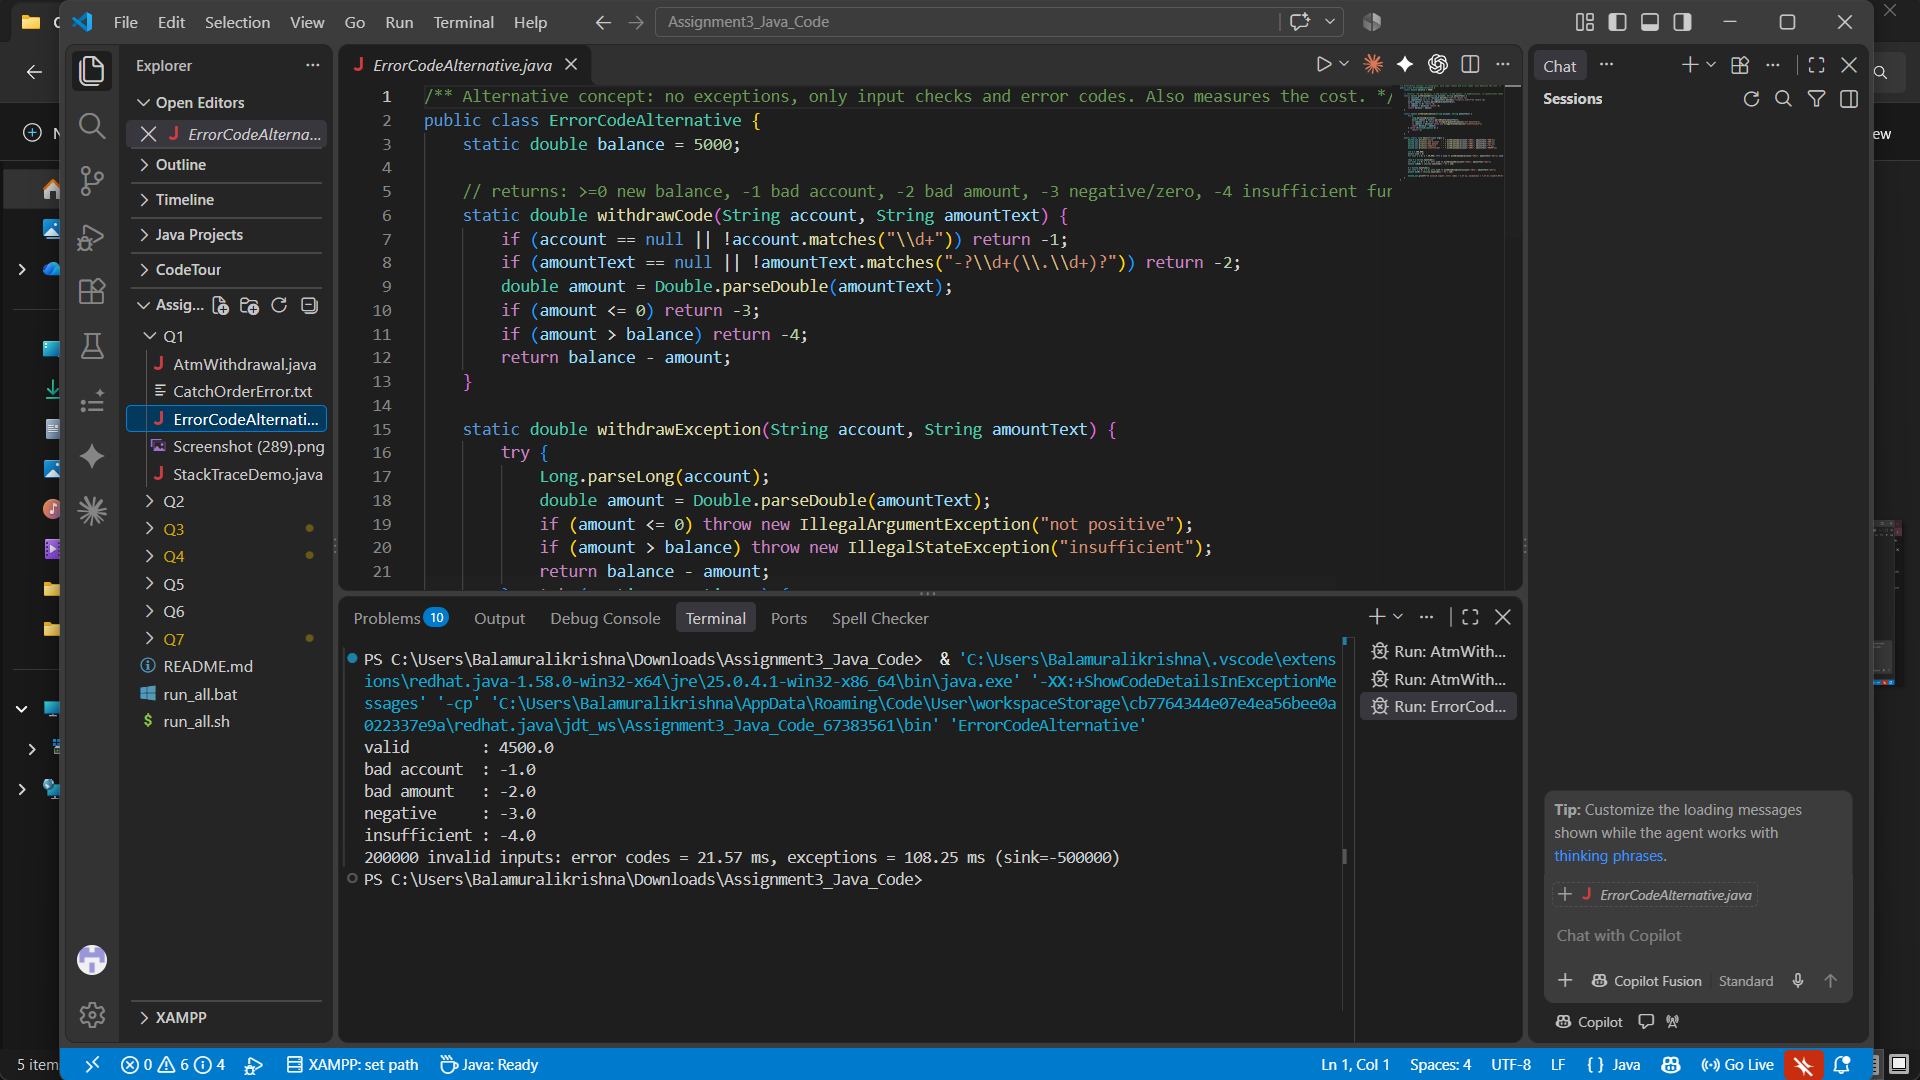 File Edit Selection View Go Run Terminal Help
Assignment3_Java_Code
Explorer
Open Editors
ErrorCodeAlterna...
Outline
Timeline
Java Projects
CodeTour
Assig...
Q1
AtmWithdrawal.java
CatchOrderError.txt
ErrorCodeAlternati...
Screenshot (289).png
StackTraceDemo.java
Q2
Q3
Q4
Q5
Q6
Q7
README.md
run_all.bat
run_all.sh
XAMPP
ErrorCodeAlternative.java
1 /** Alternative concept: no exceptions, only input checks and error codes. Also measures the cost. */
2 public class ErrorCodeAlternative {
3 static double balance = 5000;
4
5 // returns: >=0 new balance, -1 bad account, -2 bad amount, -3 negative/zero, -4 insufficient fur
6 static double withdrawCode(String account, String amountText) {
7 if (account == null || !account.matches("\\d+")) return -1;
8 if (amountText == null || !amountText.matches("-?\\d+(\\.\\d+)?")) return -2;
9 double amount = Double.parseDouble(amountText);
10 if (amount <= 0) return -3;
11 if (amount > balance) return -4;
12 return balance - amount;
13 }
14
15 static double withdrawException(String account, String amountText) {
16 try {
17 Long.parseLong(account);
18 double amount = Double.parseDouble(amountText);
19 if (amount <= 0) throw new IllegalArgumentException("not positive");
20 if (amount > balance) throw new IllegalStateException("insufficient");
21 return balance - amount;
Problems 10 Output Debug Console Terminal Ports Spell Checker
PS C:\Users\Balamuralikrishna\Downloads\Assignment3_Java_Code> & 'C:\Users\Balamuralikrishna\.vscode\extens
ions\redhat.java-1.58.0-win32-x64\jre\25.0.4.1-win32-x86_64\bin\java.exe' '-XX:+ShowCodeDetailsInExceptionMe
ssages' '-cp' 'C:\Users\Balamuralikrishna\AppData\Roaming\Code\User\workspaceStorage\cb7764344e07e4ea56bee0a
022337e9a\redhat.java\jdt_ws\Assignment3_Java_Code_67383561\bin' 'ErrorCodeAlternative'
valid : 4500.0
bad account : -1.0
bad amount : -2.0
negative : -3.0
insufficient : -4.0
200000 invalid inputs: error codes = 21.57 ms, exceptions = 108.25 ms (sink=-500000)
PS C:\Users\Balamuralikrishna\Downloads\Assignment3_Java_Code>
Run: AtmWith...
Run: AtmWith...
Run: ErrorCod...
Chat
Sessions
Tip: Customize the loading messages
shown while the agent works with
thinking phrases.
ErrorCodeAlternative.java
Chat with Copilot
Copilot Fusion Standard
Copilot
5 item
0 6 4 XAMPP: set path Java: Ready
Ln 1, Col 1 Spaces: 4 UTF-8 LF { } Java Go Live